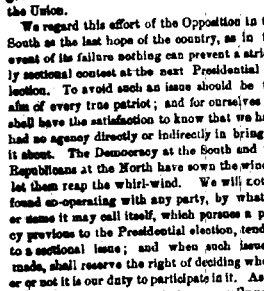 the Union.
We regard this effort of the Opposition in t
South as the last hope of the country, as in t
event of its failure nothing can prevent a stric
ly sectional contest at the next Presidential
lection. To avoid such an issue should be t
aim of every true patriot; and for ourselves
shall have the satisfaction to know that we ha
had no agency directly or indirectly in bring
it about. The Democracy at the South and
Republicans at the North have sown the wind
let them reap the whirl-wind. We will not
found co-operating with any party, by what
er name it may call itself, which pursues a p
cy previous to the Presidential election, tend
to a sectional issue; and when such issue
made, shall reserve the right of deciding whe
er or not it is our duty to participate in it. As